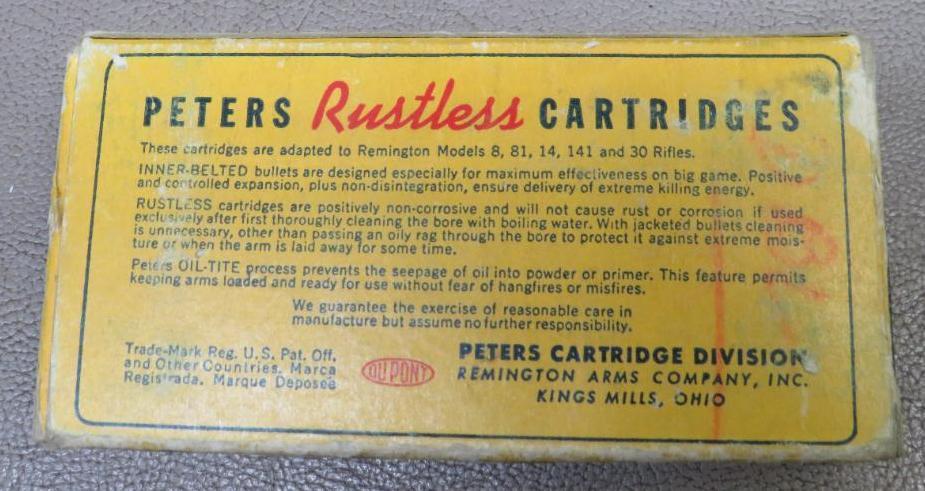 PETERS Rustless CARTRIDGES
These cartridges are adapted to Remington Models 8, 81, 14, 141 and 30 Rifles.
INNER-BELTED bullets are designed especially for maximum effectiveness on big game. Positive
and controlled expansion, plus non-disintegration, ensure delivery of extreme killing energy.
RUSTLESS cartridges are positively non-corrosive and will not cause rust or corrosion if used
exclusively after first thoroughly cleaning the bore with boiling water. With jacketed bullets cleaning
is unnecessary, other than passing an oily rag through the bore to protect it against extreme mois-
ture or when the arm is laid away for some time.
Peters OIL-TITE process prevents the seepage of oil into powder or primer. This feature permits
keeping arms loaded and ready for use without fear of hangfires or misfires.
We guarantee the exercise of reasonable care in
manufacture but assume no further responsibility.
Trade-Mark Reg. U.S. Pat. Off.
and Other Countries. Marca
Registrada. Marque Deposee
DU PONT
PETERS CARTRIDGE DIVISION
REMINGTON ARMS COMPANY, INC.
KINGS MILLS, OHIO